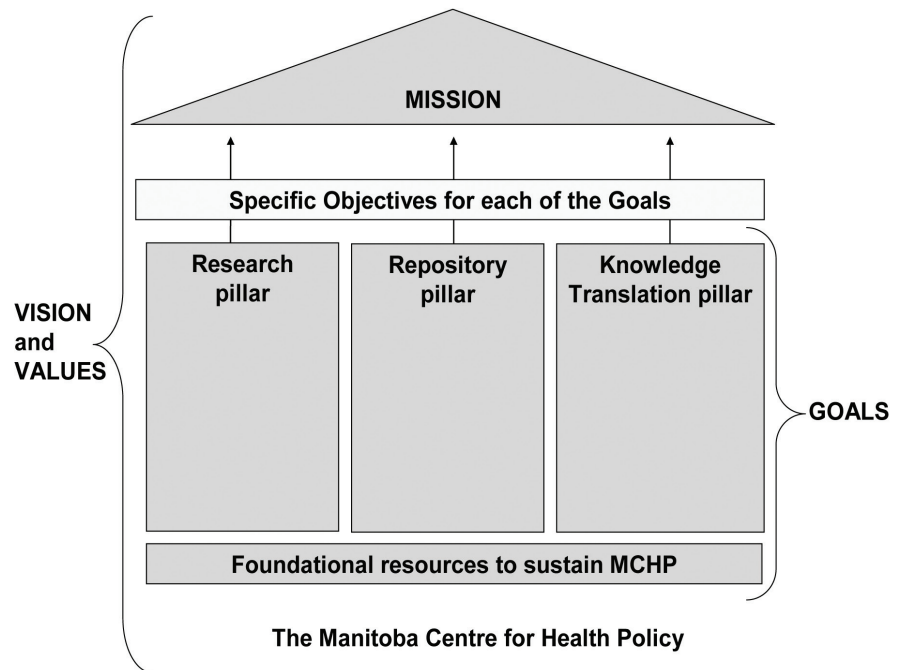 MISSION
Specific Objectives for each of the Goals
Research
pillar
Repository
pillar
Knowledge
Translation pillar
VISION
and
VALUES
GOALS
Foundational resources to sustain MCHP
The Manitoba Centre for Health Policy